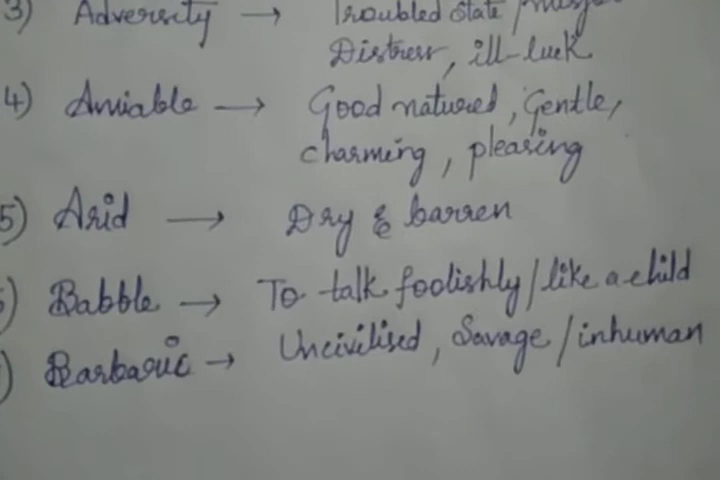 3) Adversity → Troubled State /
Distress, ill-luck
4) Amiable → Good natured, Gentle,
charming, pleasing
5) Arid → Dry & barren
) Babble → To talk foolishly/like a child
) Barbaric → Uncivilised, Savage/inhuman